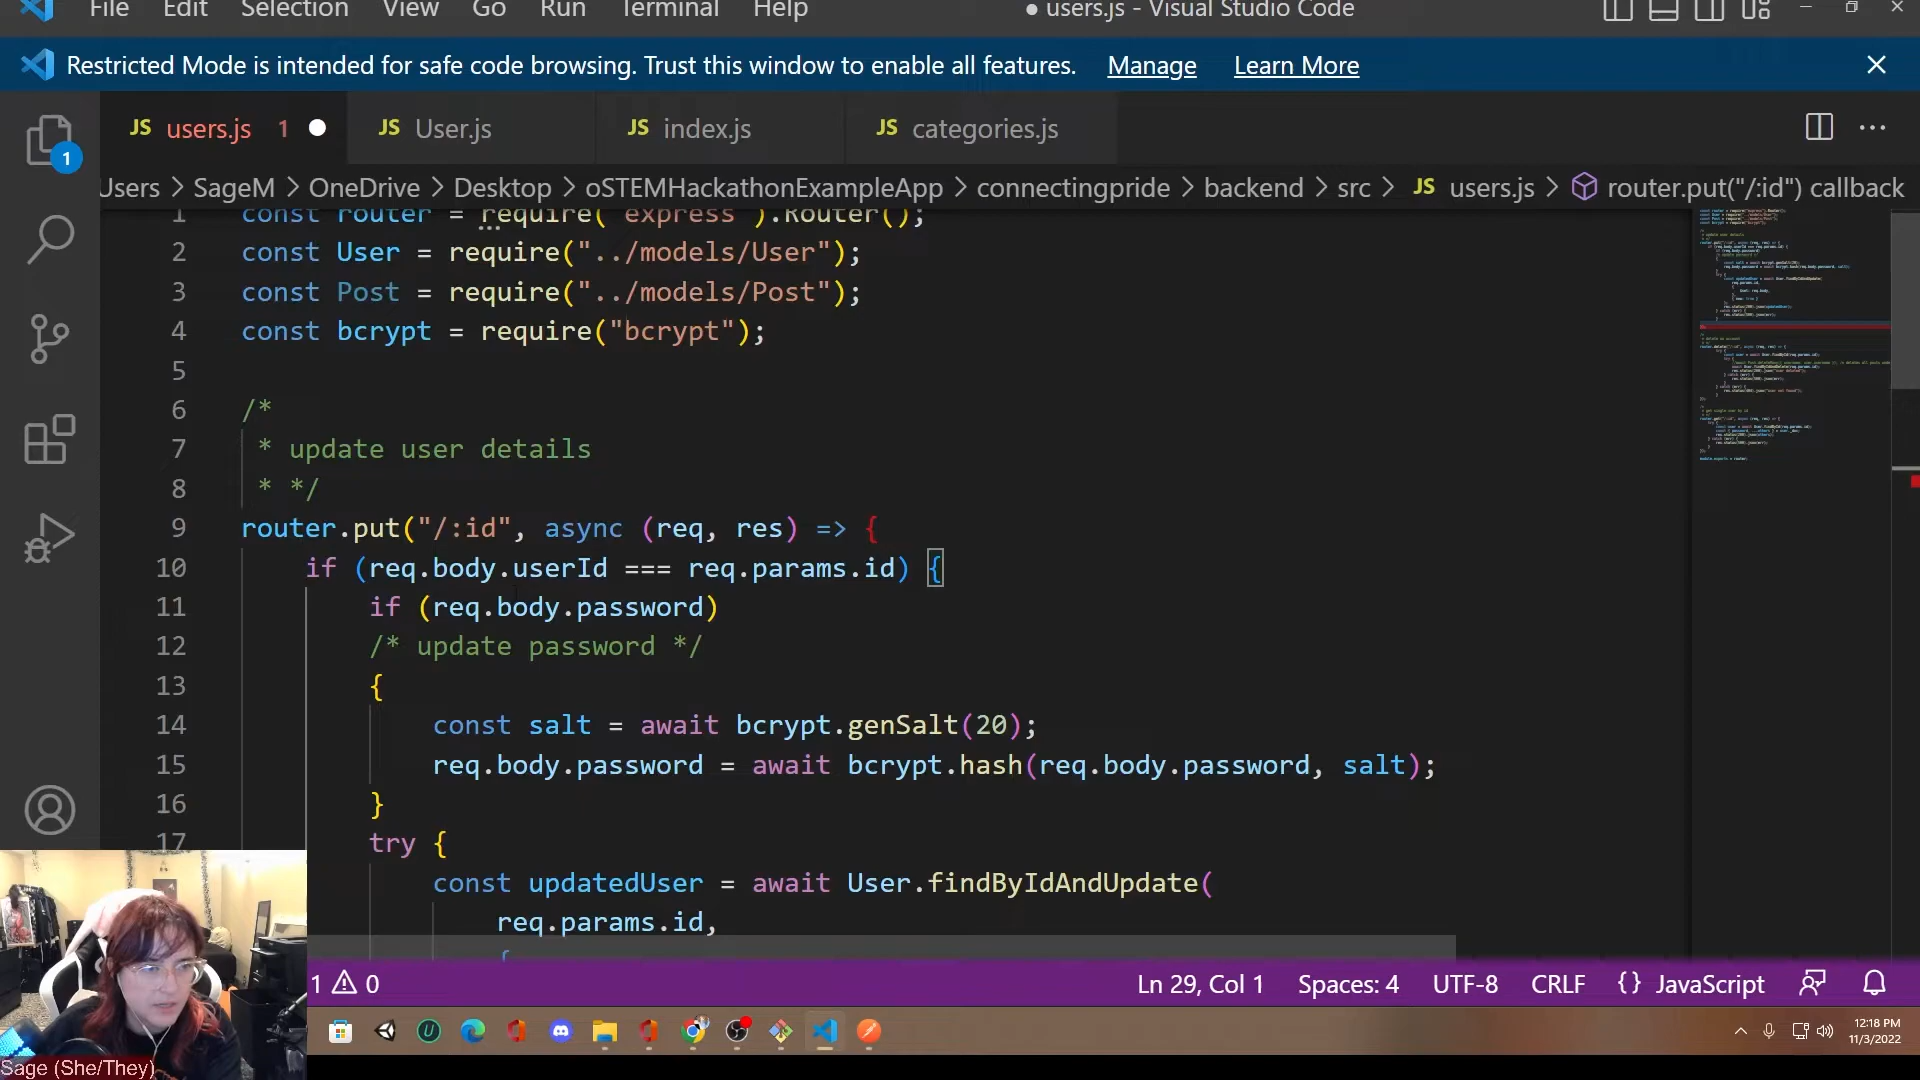 File Edit Selection View Go Run Terminal Help ● users.js - Visual Studio Code
Restricted Mode is intended for safe code browsing. Trust this window to enable all features. Manage Learn More
JS users.js 1 JS User.js JS index.js JS categories.js
Users > SageM > OneDrive > Desktop > oSTEMHackathonExampleApp > connectingpride > backend > src > JS users.js > router.put("/:id") callback
1 const router = require("express").Router();
2 const User = require("../models/User");
3 const Post = require("../models/Post");
4 const bcrypt = require("bcrypt");
5
6 /*
7 * update user details
8 * */
9 router.put("/:id", async (req, res) => {
10 if (req.body.userId === req.params.id) {
11 if (req.body.password)
12 /* update password */
13 {
14 const salt = await bcrypt.genSalt(20);
15 req.body.password = await bcrypt.hash(req.body.password, salt);
16 }
17 try {
const updatedUser = await User.findByIdAndUpdate(
req.params.id,
{
1 0 Ln 29, Col 1 Spaces: 4 UTF-8 CRLF {} JavaScript
1
12:18 PM
11/3/2022
Sage (She/They)